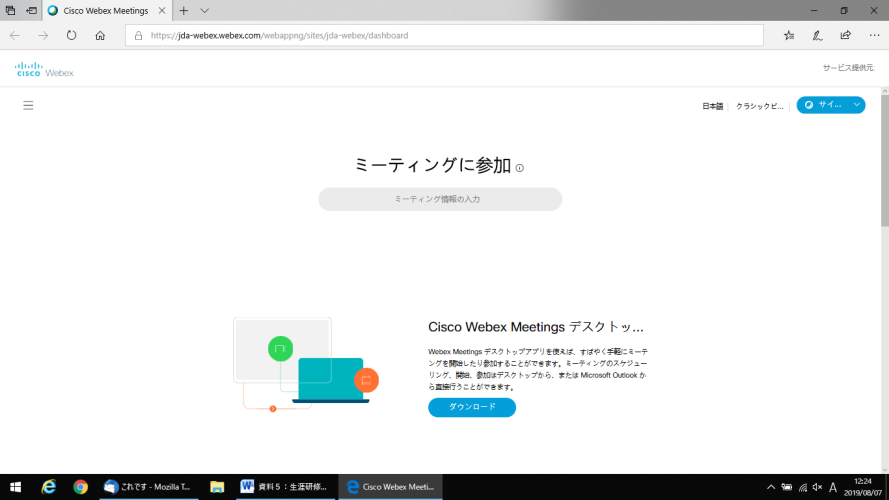 Cisco Webex Meetings
https://jda-webex.webex.com/webappng/sites/jda-webex/dashboard
CISCO Webex
サービス提供元:
日本語
クラシックビ...
サイ...
ミーティングに参加
ミーティング情報の入力
Cisco Webex Meetings デスクトッ...
Webex Meetings デスクトップアプリを使えば、すばやく手軽にミーテ
ィングを開始したり参加することができます。ミーティングのスケジュー
リング、開始、参加はデスクトップから、または Microsoft Outlook か
ら直接行うことができます。
ダウンロード
これです - Mozilla T...
資料５：生涯研修...
Cisco Webex Meeti...
A
12:24
2019/08/07